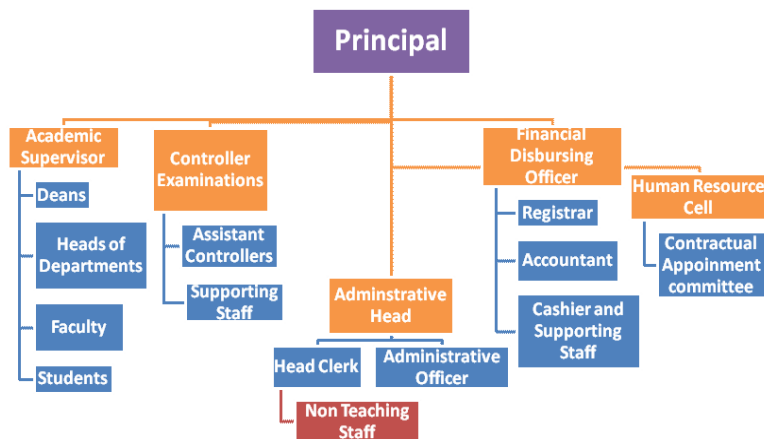 Principal
Academic
Supervisor
Deans
Heads of
Departments
Faculty
Students
Controller
Examinations
Assistant
Controllers
Supporting
Staff
Adminstrative
Head
Head Clerk
Administrative
Officer
Non Teaching
Staff
Financial
Disbursing
Officer
Registrar
Accountant
Cashier and
Supporting
Staff
Human Resource
Cell
Contractual
Appoinment
committee